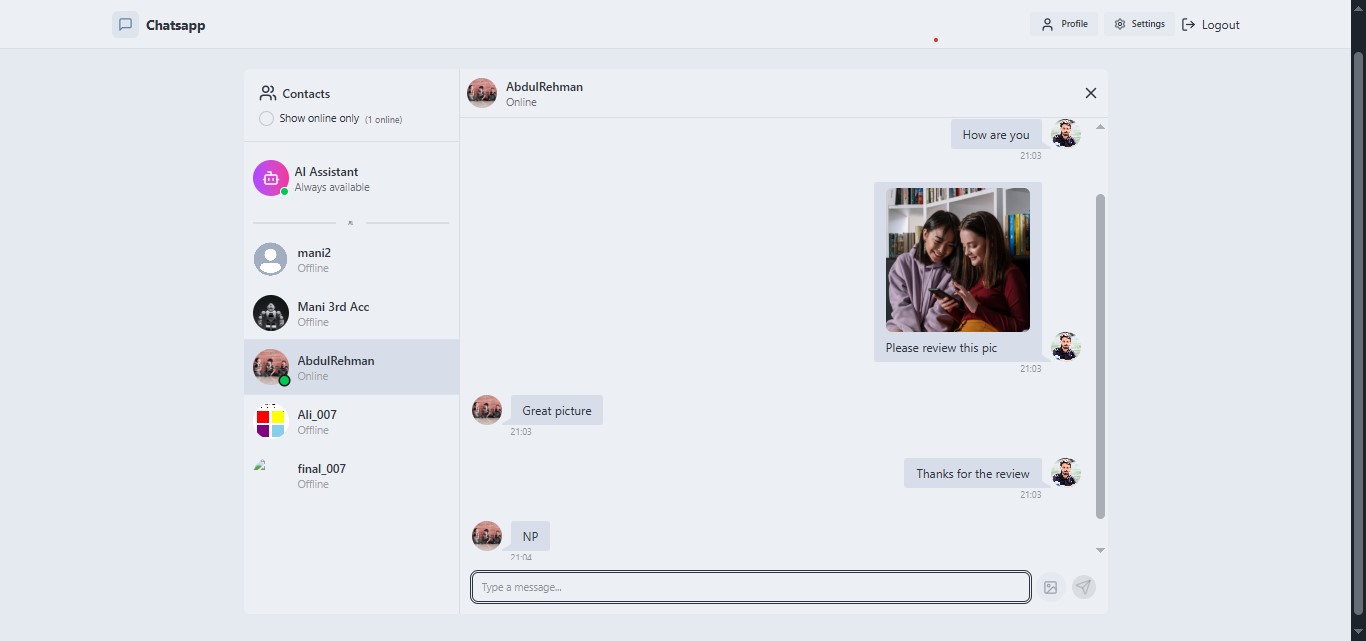 Chatsapp
Profile
Settings
Logout
Contacts
Show online only (1 online)
AI Assistant
Always available
mani2
Offline
Mani 3rd Acc
Offline
AbdulRehman
Online
Ali_007
Offline
final_007
Offline
AbdulRehman
Online
How are you
21:03
Please review this pic
21:03
Great picture
21:03
Thanks for the review
21:03
NP
21:04
Type a message...